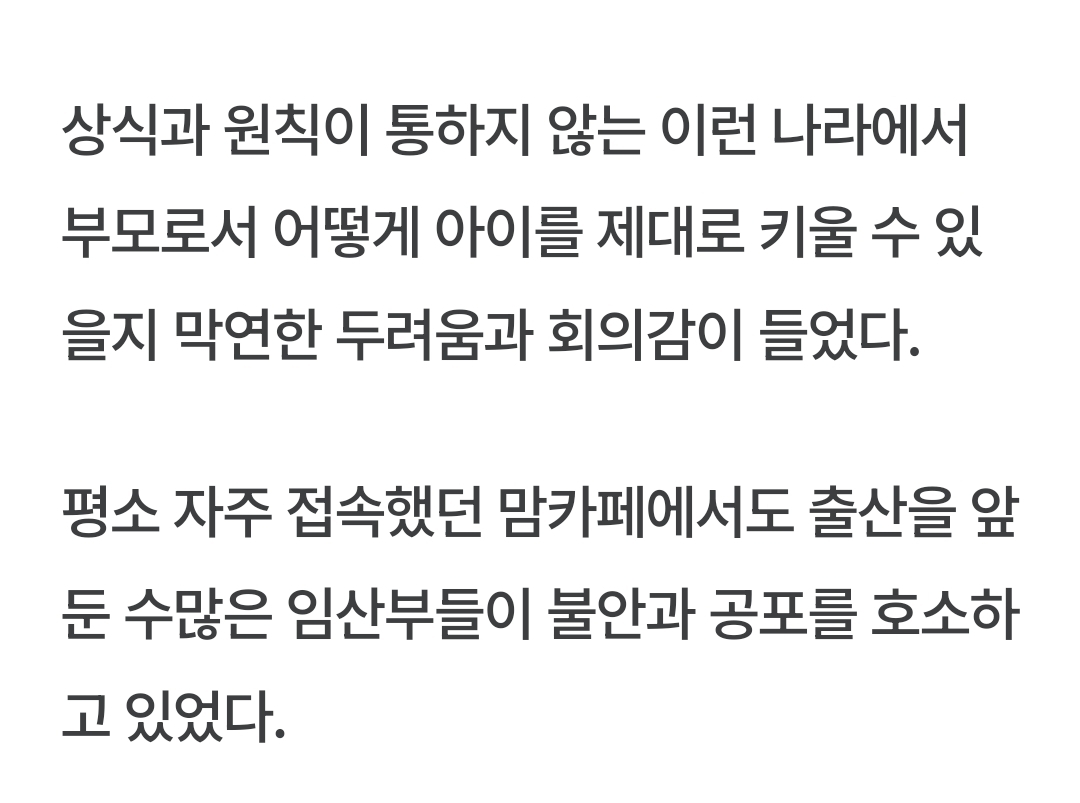 상식과 원칙이 통하지 않는 이런 나라에서
부모로서 어떻게 아이를 제대로 키울 수 있
을지 막연한 두려움과 회의감이 들었다.
평소 자주 접속했던 맘카페에서도 출산을 앞
둔 수많은 임산부들이 불안과 공포를 호소하
고 있었다.